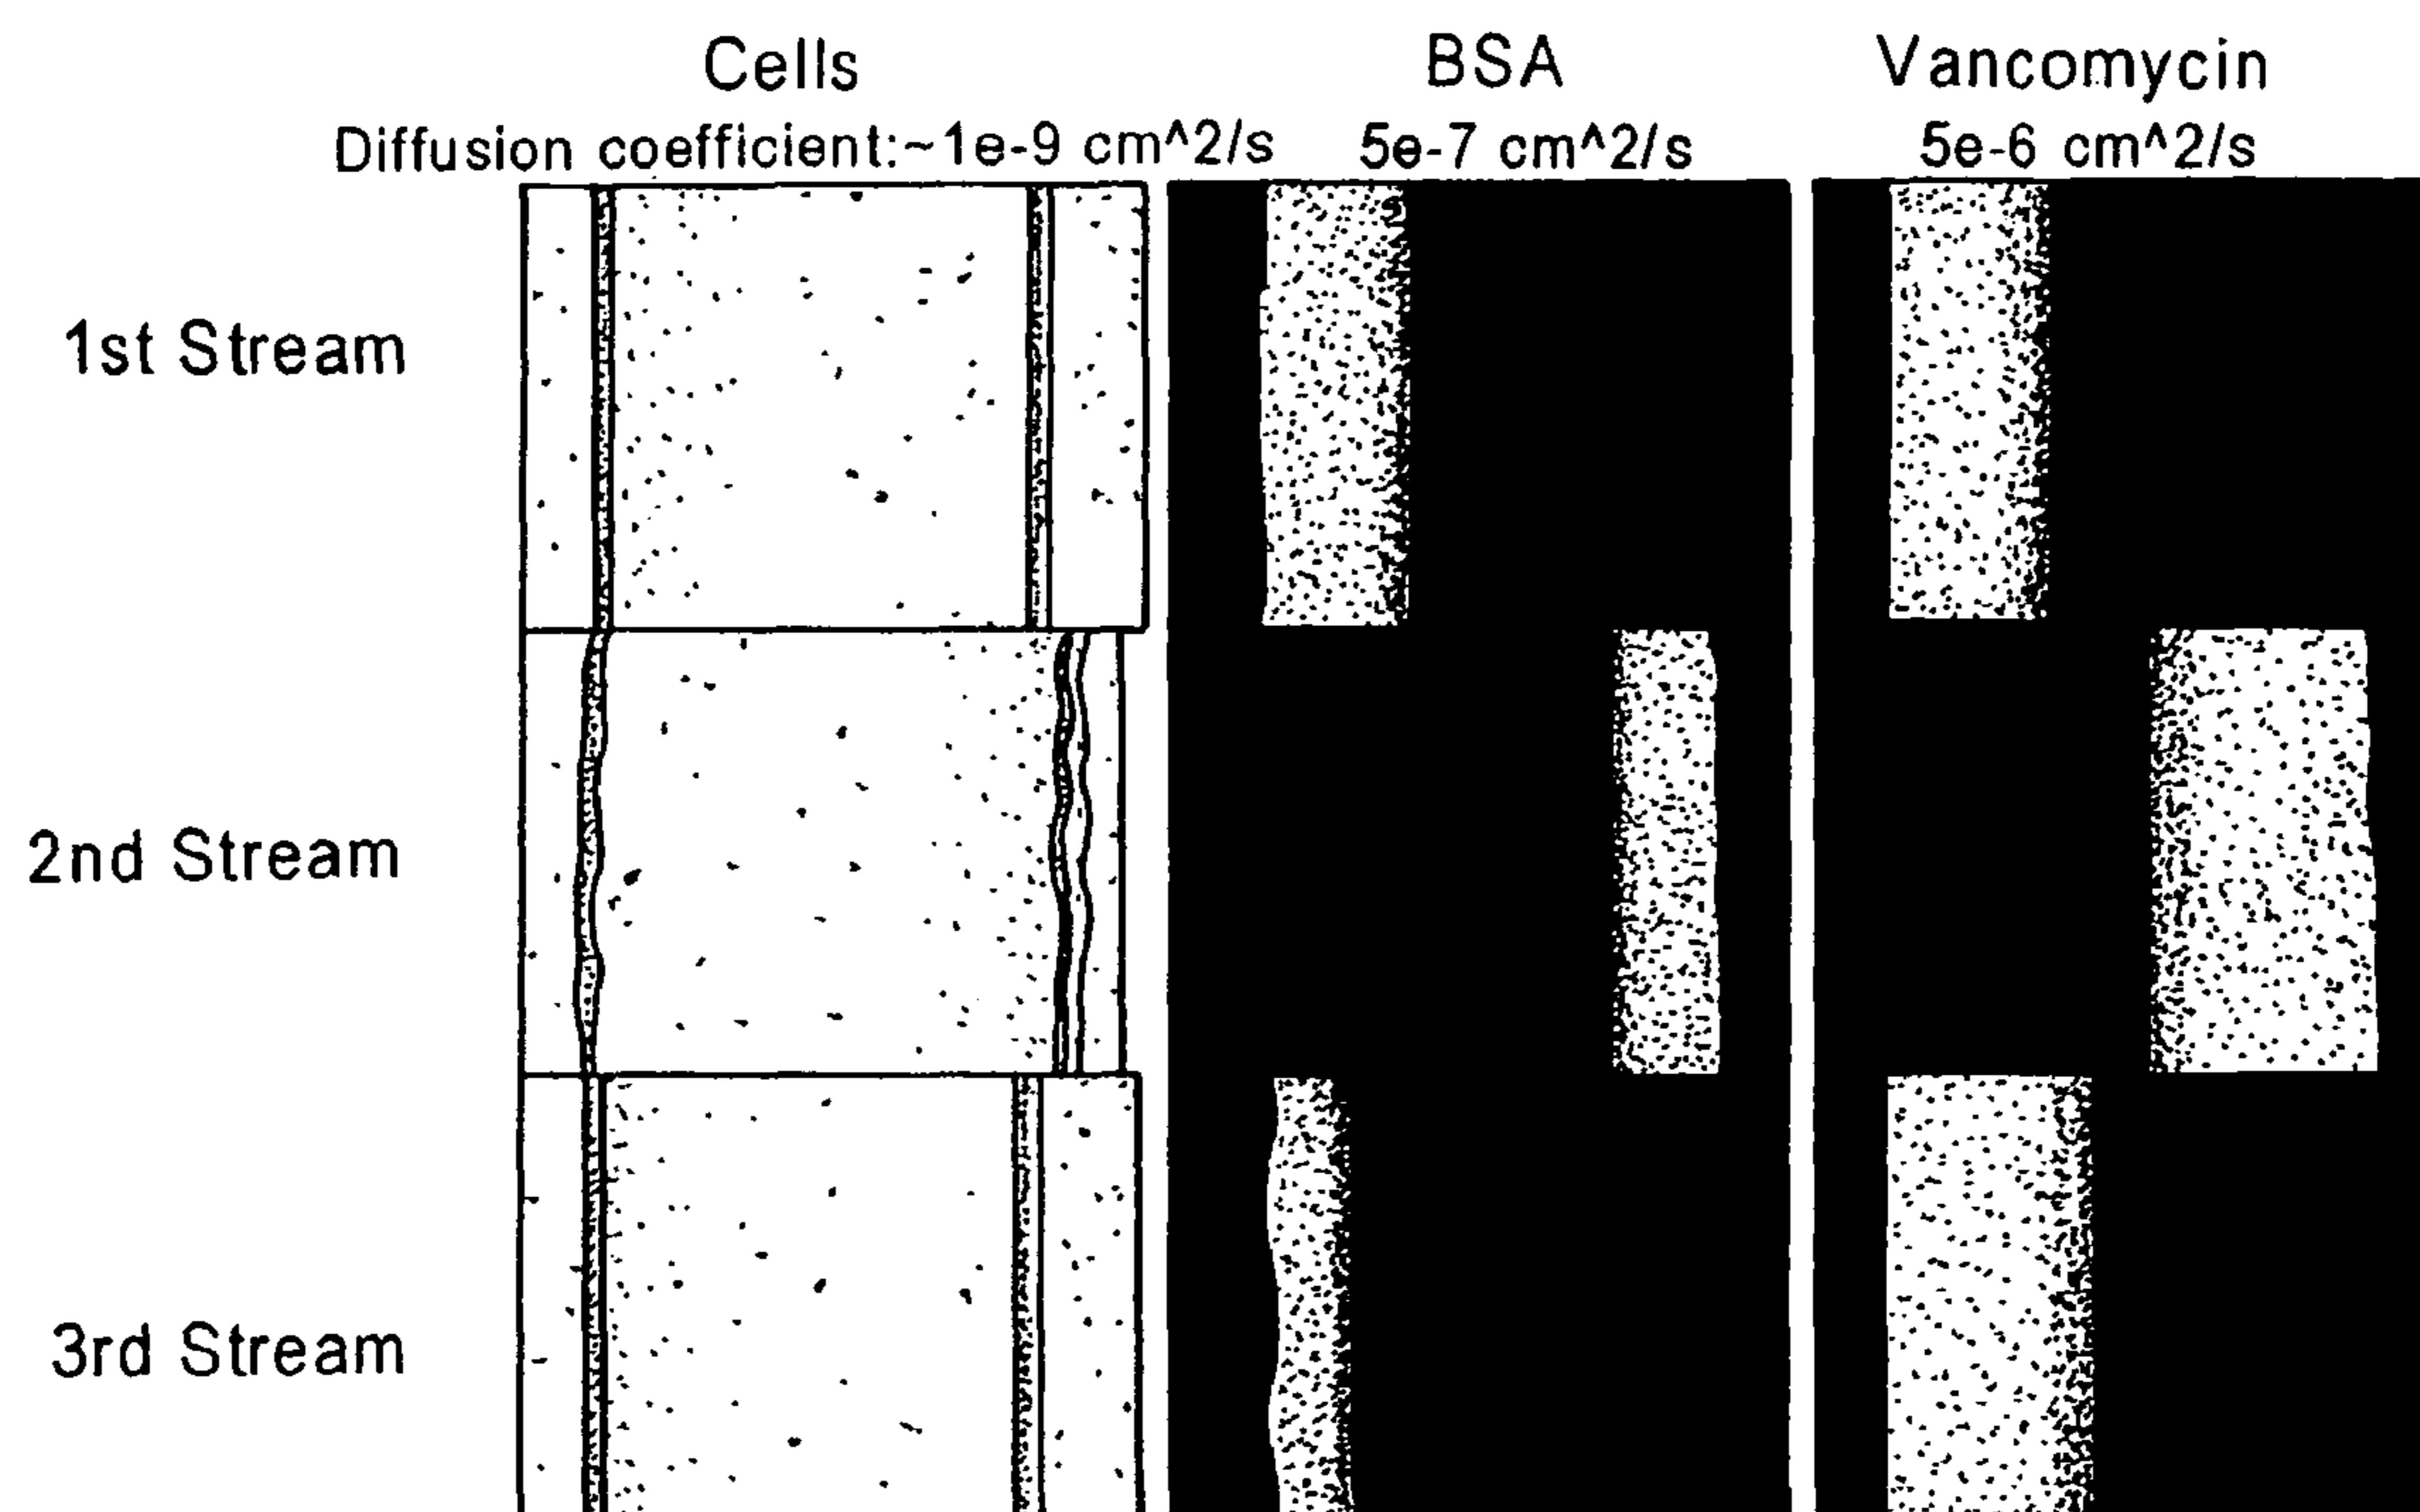 Cells BSA Vancomycin
Diffusion coefficient:~1e-9 cm^2/s 5e-7 cm^2/s 5e-6 cm^2/s
1st Stream
2nd Stream
3rd Stream